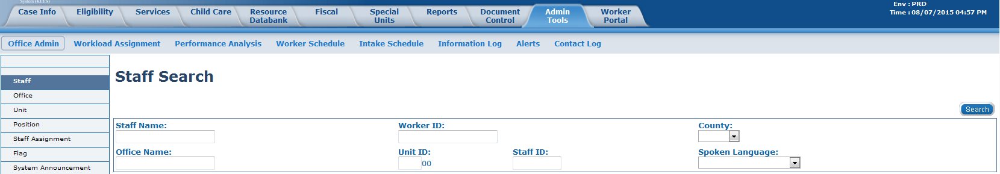 System (KEES)
Env : PRD
Time : 08/07/2015 04:57 PM
Case Info Eligibility Services Child Care Resource Databank Fiscal Special Units Reports Document Control Admin Tools Worker Portal
Office Admin Workload Assignment Performance Analysis Worker Schedule Intake Schedule Information Log Alerts Contact Log
Staff
Office
Unit
Position
Staff Assignment
Flag
System Announcement
Staff Search
Search
Staff Name: Worker ID: County:
Office Name: Unit ID: Staff ID: Spoken Language:
00